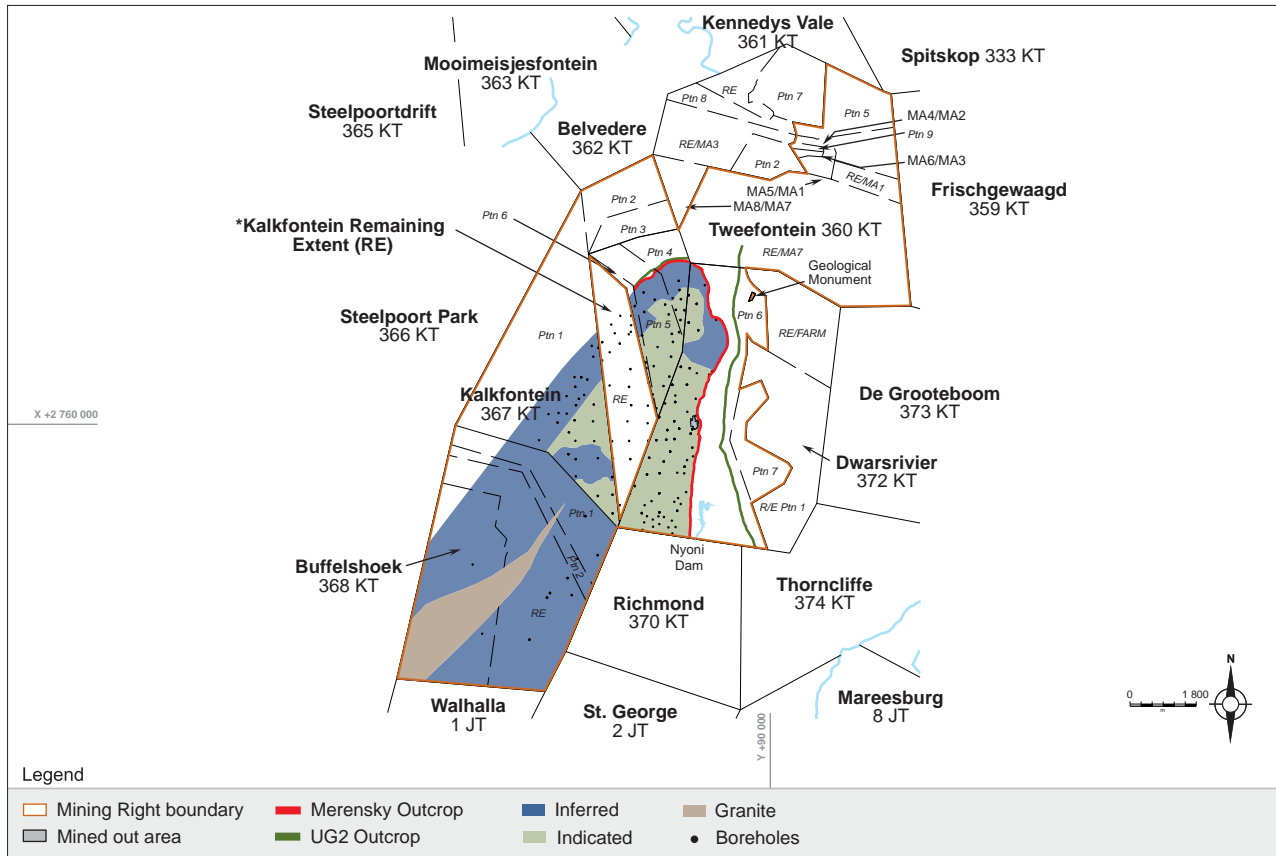 Kennedys Vale
361 KT
Spitskop 333 KT
Mooimeisjesfontein
363 KT
Steelpoortdrift
365 KT
Belvedere
362 KT
RE
Ptn 8
Ptn 7
Ptn 5
MA4/MA2
Ptn 9
MA6/MA3
RE/MA3
Ptn 2
RE/MA1
MA5/MA1
MA8/MA7
Frischgewaagd
359 KT
Ptn 2
Ptn 6
Ptn 3
*Kalkfontein Remaining
Extent (RE)
Tweefontein 360 KT
Ptn 4
RE/MA7
Geological
Monument
Steelpoort Park
366 KT
Ptn 1
Ptn 5
Ptn 6
RE/FARM
Kalkfontein
367 KT
RE
De Grooteboom
373 KT
X +2 760 000
Dwarsrivier
372 KT
Ptn 7
R/E Ptn 1
Ptn 1
Buffelshoek
368 KT
Ptn 2
RE
Nyoni
Dam
Richmond
370 KT
Thorncliffe
374 KT
Walhalla
1 JT
St. George
2 JT
Y +90 000
Mareesburg
8 JT
0 1 800
m
N
Legend
Mining Right boundary
Merensky Outcrop
Inferred
Granite
Mined out area
UG2 Outcrop
Indicated
Boreholes